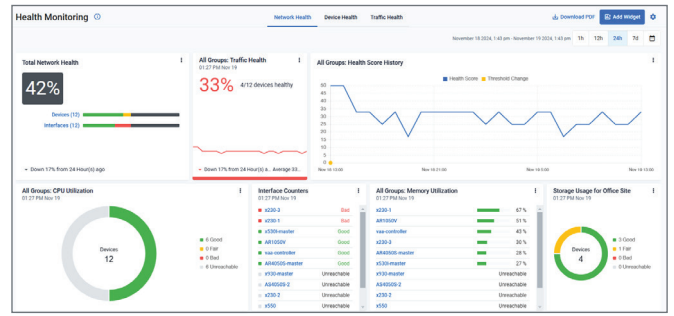 Health Monitoring
Network Health Device Health Traffic Health
Download PDF Add Widget
November 18 2024, 1:43 pm - November 19 2024, 1:43 pm 1h 12h 24h 7d
Total Network Health
42%
Devices (12)
Interfaces (12)
Down 17% from 24 Hour(s) ago
All Groups: Traffic Health
01:27 PM Nov 19
33% 4/12 devices healthy
Down 17% from 24 Hour(s) a.. Average 33..
All Groups: Health Score History
Health Score Threshold Change
50
45
40
35
30
25
20
15
10
5
0
Nov 18 13:00 Nov 18 21:00 Nov 19 5:00 Nov 19 13:00
All Groups: CPU Utilization
01:27 PM Nov 19
Devices
12
6 Good
0 Fair
0 Bad
6 Unreachable
Interface Counters
01:27 PM Nov 19
x230-3 Bad
x230-1 Bad
x530l-master Good
AR1050V Good
vaa-controller Good
AR4050S-master Good
x930-master Unreachable
AS4050S-2 Unreachable
x230-2 Unreachable
x550 Unreachable
All Groups: Memory Utilization
01:27 PM Nov 19
x230-1 67 %
AR1050V 51 %
vaa-controller 43 %
x230-3 30 %
AR4050S-master 28 %
x530l-master 27 %
x930-master Unreachable
AS4050S-2 Unreachable
x230-2 Unreachable
x550 Unreachable
Storage Usage for Office Site
01:27 PM Nov 19
Devices
4
3 Good
1 Fair
0 Bad
0 Unreachable